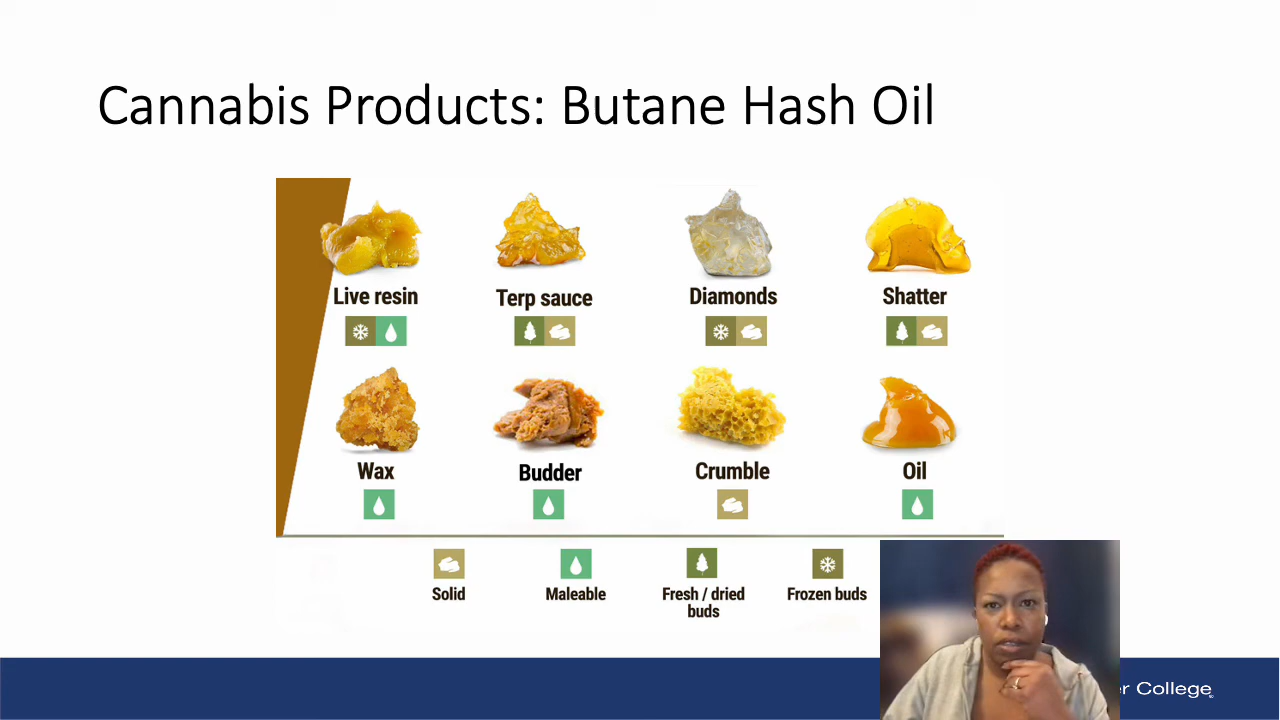 Cannabis Products: Butane Hash Oil
Live resin
Terp sauce
Diamonds
Shatter
Wax
Budder
Crumble
Oil
Solid
Maleable
Fresh / dried
buds
Frozen buds
College